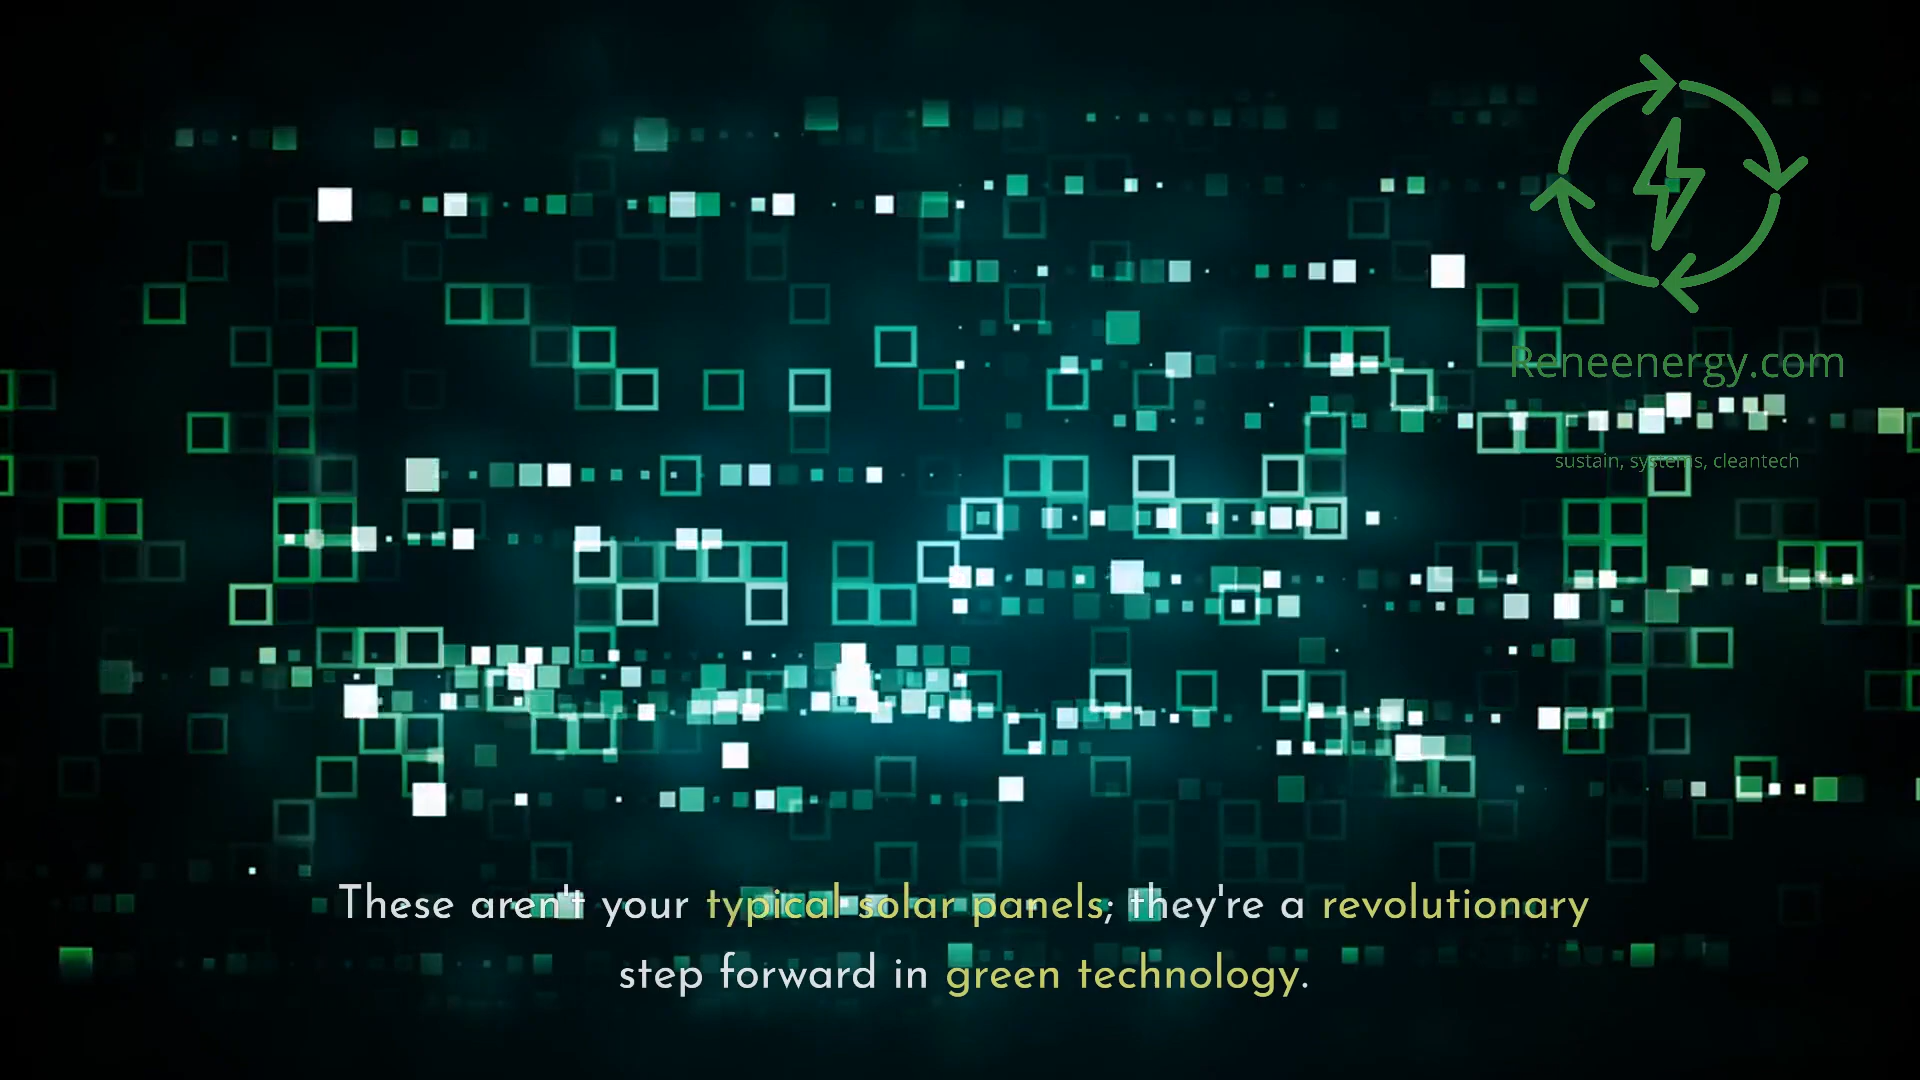 Reneenergy.com
sustain, systems, cleantech
These aren't your typical solar panels; they're a revolutionary
step forward in green technology.